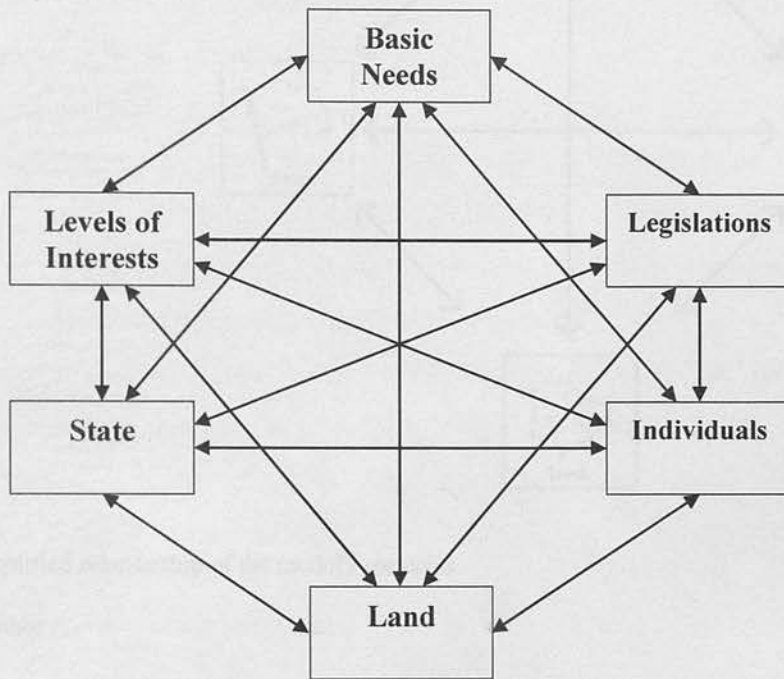 Basic
Needs
Levels of
Interests
Legislations
State
Individuals
Land